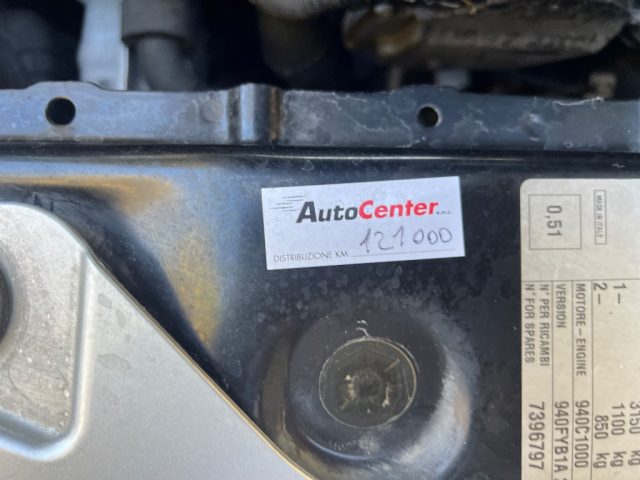 AutoCenter s.n.c.
DISTRIBUZIONE KM 121000
MADE IN ITALY
0,51
3150 kg
1- 1100 kg
2- 850 kg
MOTORE-ENGINE 940C1000
VERSION 940FYB1A
N° PER RICAMBI
N° FOR SPARES 7396797